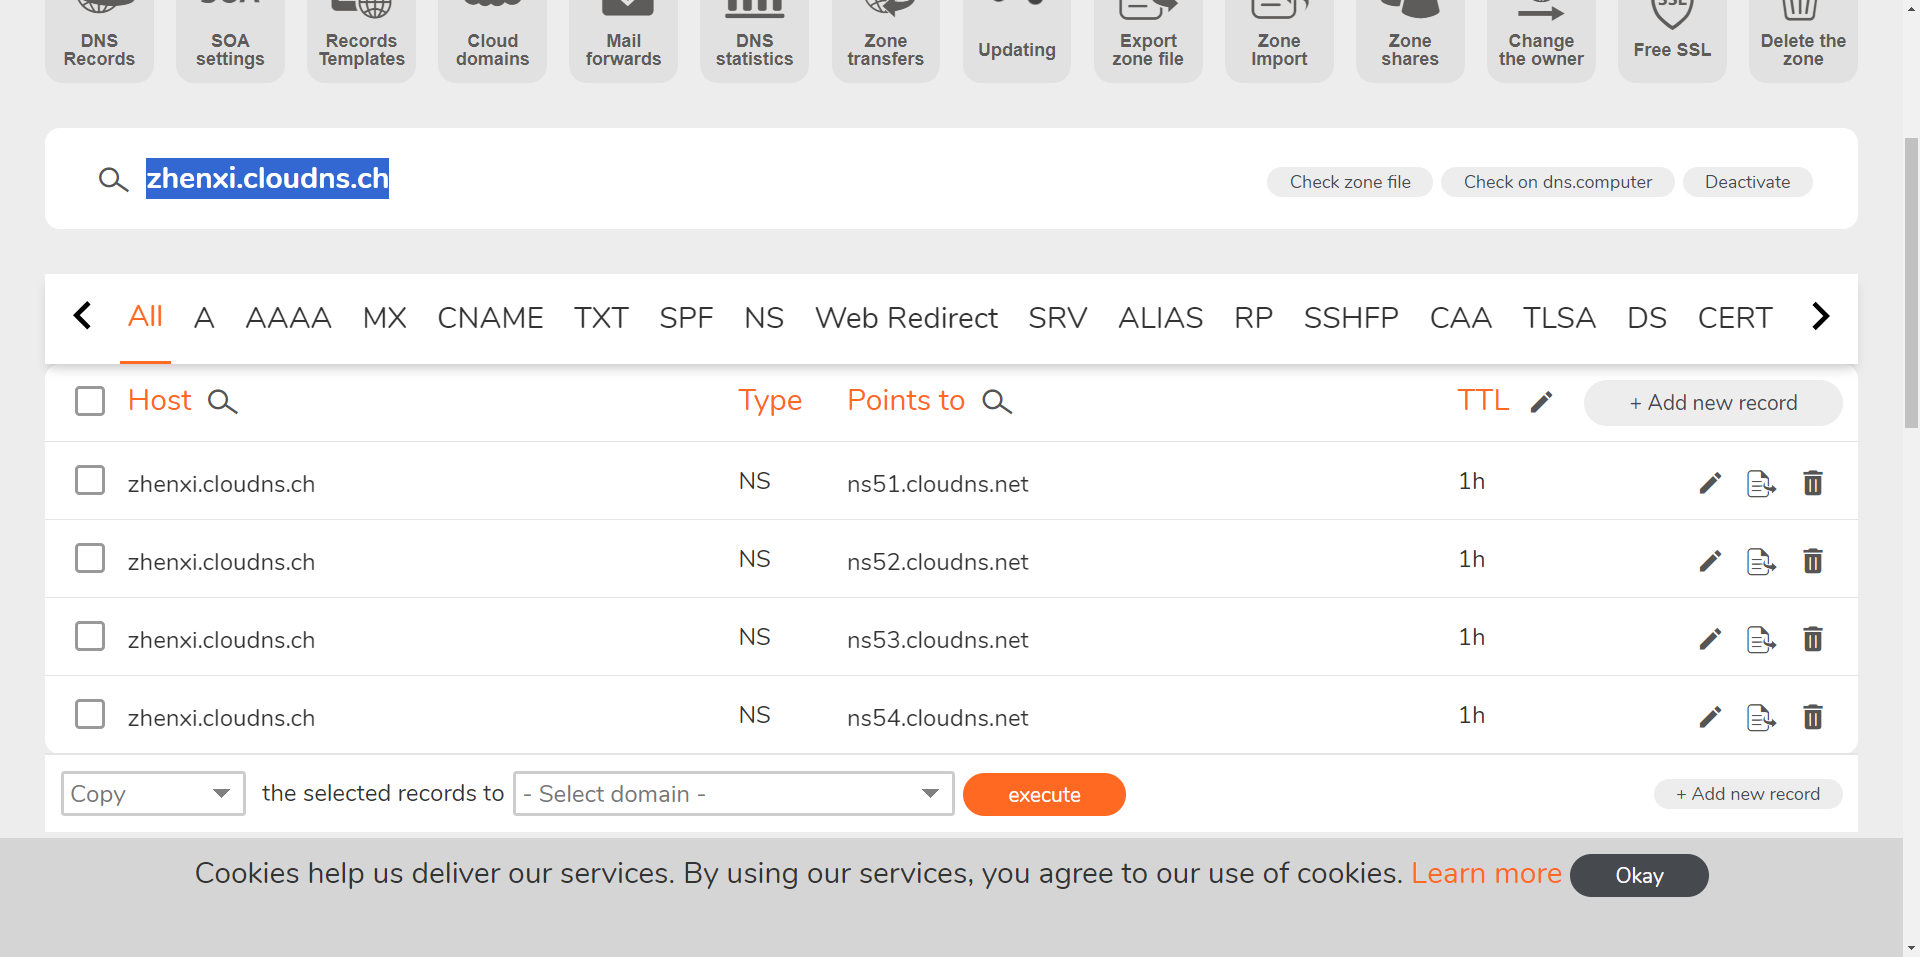 DNS Records
SOA settings
Records Templates
Cloud domains
Mail forwards
DNS statistics
Zone transfers
Updating
Export zone file
Zone Import
Zone shares
Change the owner
Free SSL
Delete the zone
zhenxi.cloudns.ch
Check zone file
Check on dns.computer
Deactivate
All A AAAA MX CNAME TXT SPF NS Web Redirect SRV ALIAS RP SSHFP CAA TLSA DS CERT
Host Type Points to TTL + Add new record
zhenxi.cloudns.ch NS ns51.cloudns.net 1h
zhenxi.cloudns.ch NS ns52.cloudns.net 1h
zhenxi.cloudns.ch NS ns53.cloudns.net 1h
zhenxi.cloudns.ch NS ns54.cloudns.net 1h
Copy the selected records to - Select domain - execute + Add new record
Cookies help us deliver our services. By using our services, you agree to our use of cookies. Learn more Okay